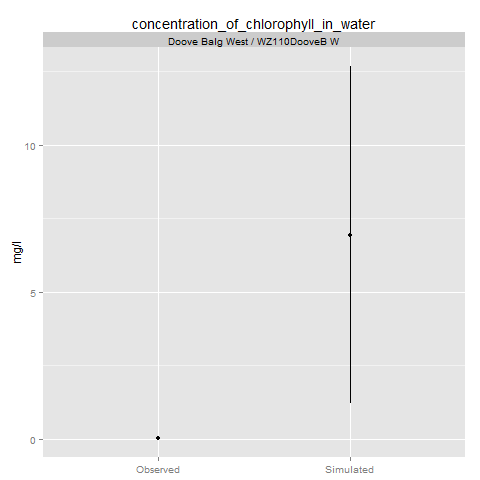 concentration_of_chlorophyll_in_water
Doove Balg West / WZ110DooveB W
mg/l
10
5
0
Observed
Simulated